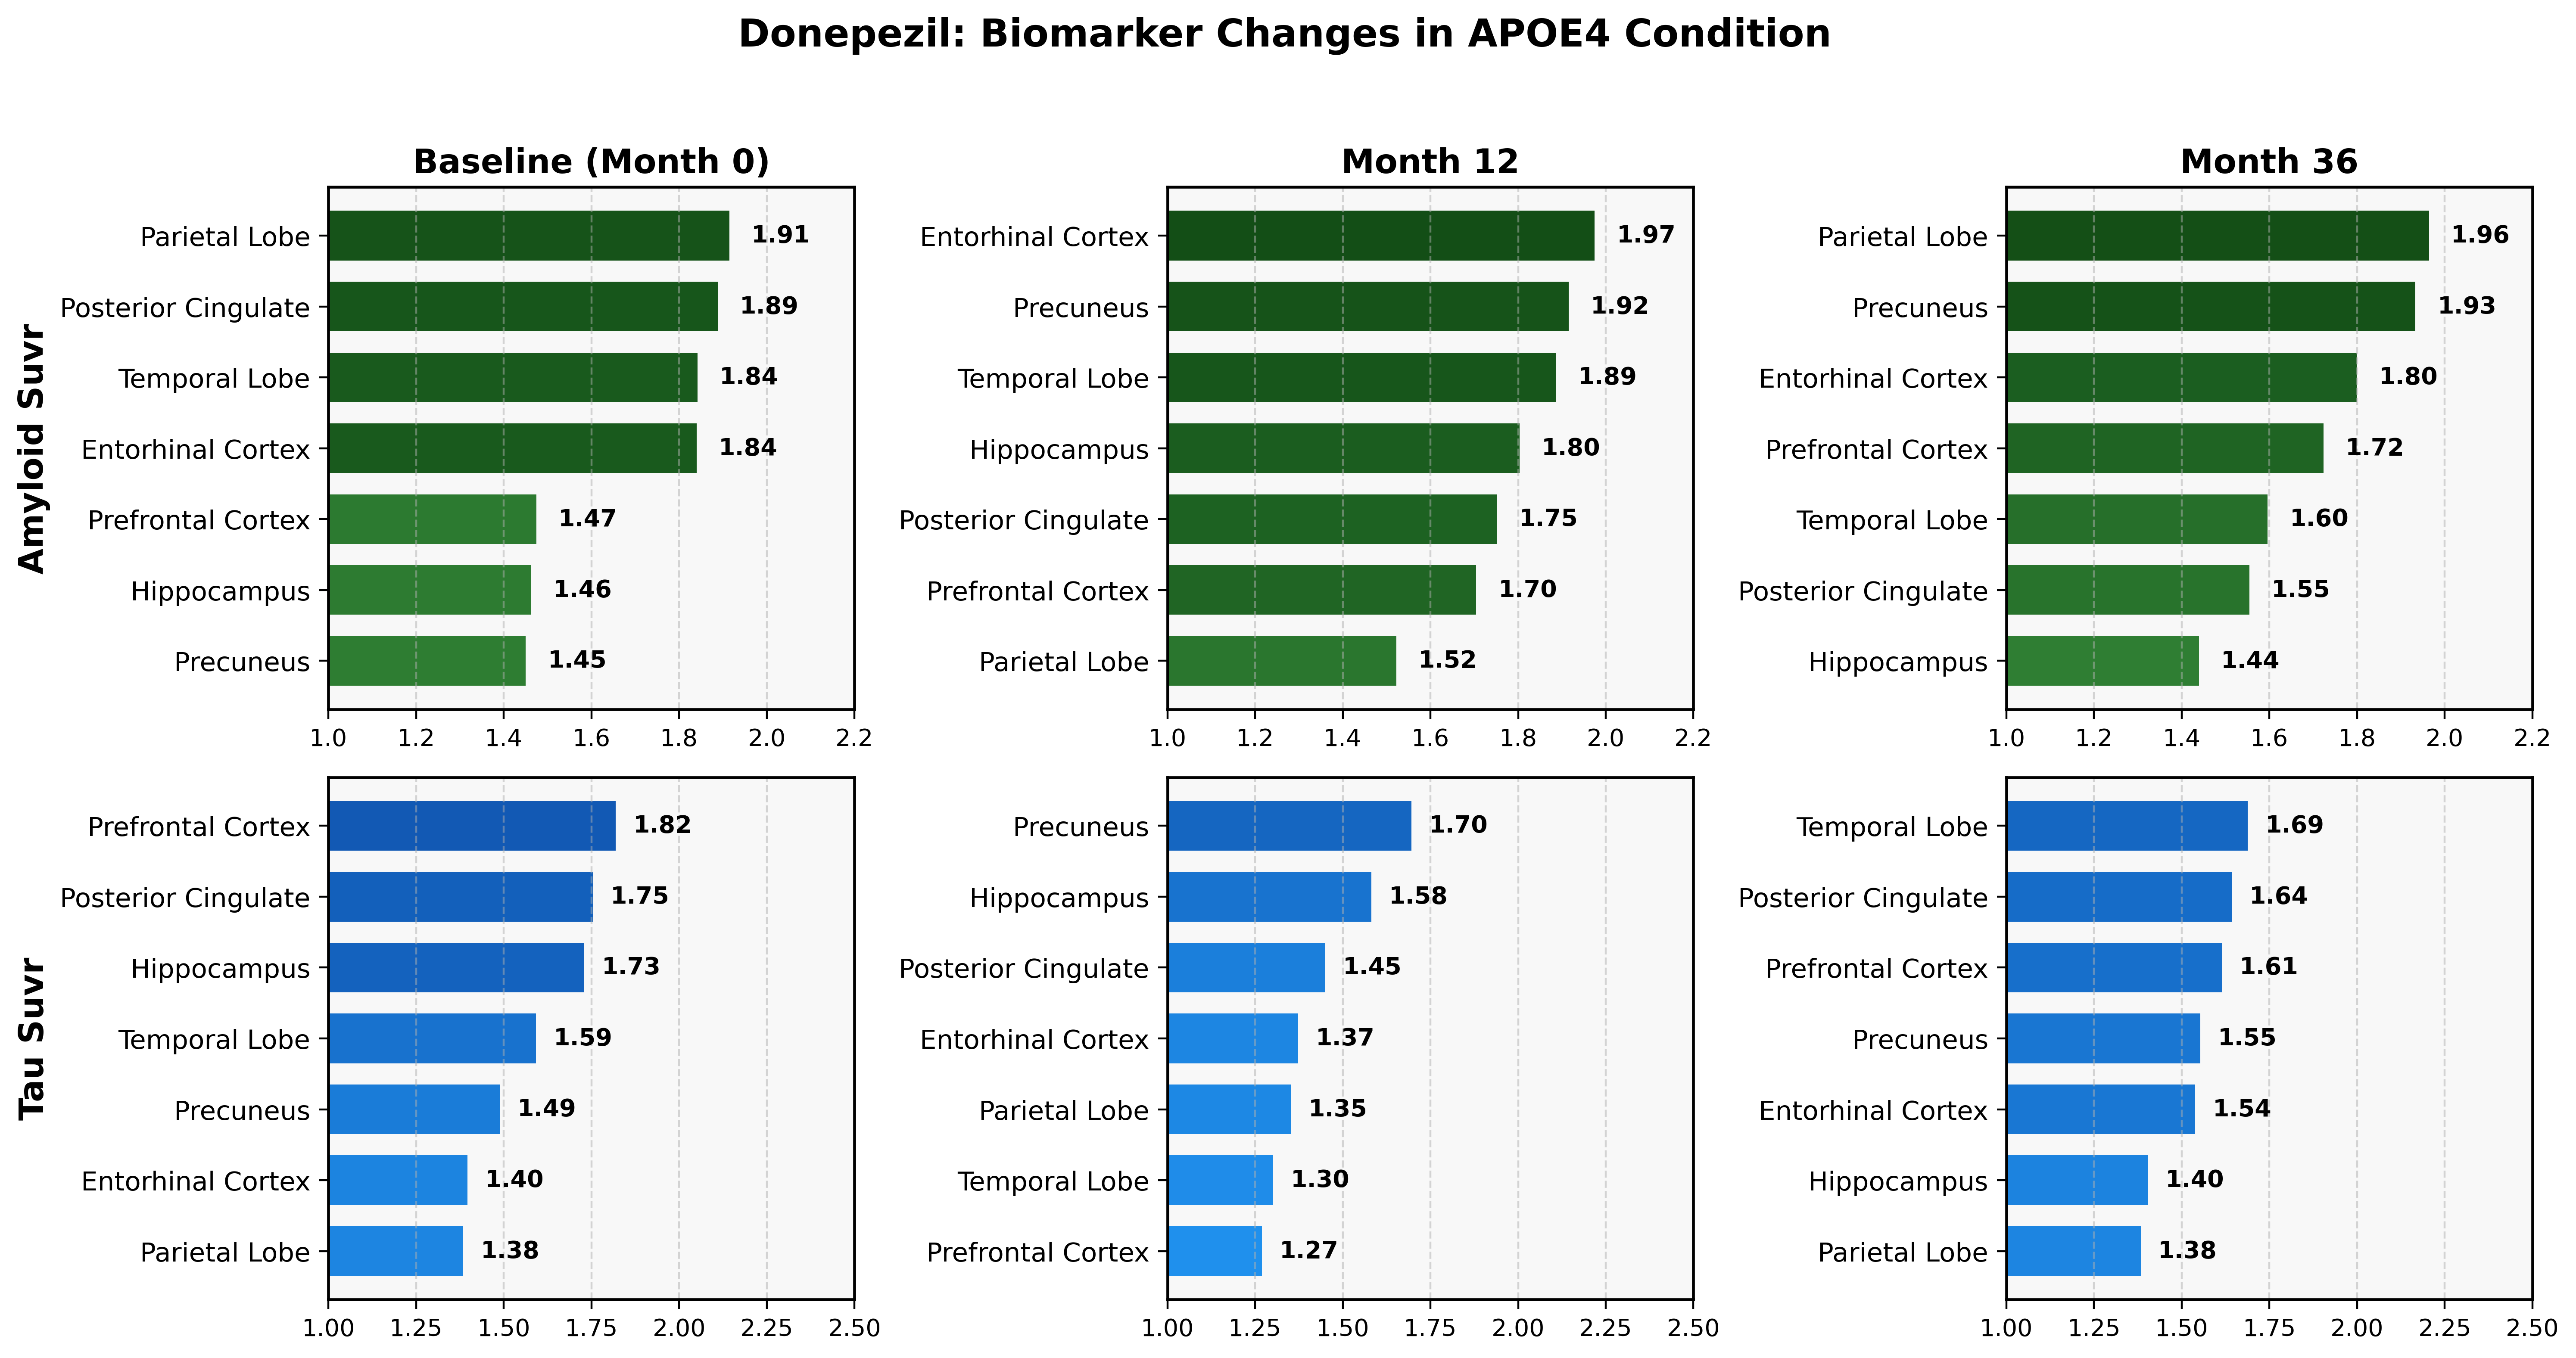 Donepezil: Biomarker Changes in APOE4 Condition
Baseline (Month 0)
Amyloid Suvr
Parietal Lobe 1.91
Posterior Cingulate 1.89
Temporal Lobe 1.84
Entorhinal Cortex 1.84
Prefrontal Cortex 1.47
Hippocampus 1.46
Precuneus 1.45
1.0 1.2 1.4 1.6 1.8 2.0 2.2
Month 12
Entorhinal Cortex 1.97
Precuneus 1.92
Temporal Lobe 1.89
Hippocampus 1.80
Posterior Cingulate 1.75
Prefrontal Cortex 1.70
Parietal Lobe 1.52
1.0 1.2 1.4 1.6 1.8 2.0 2.2
Month 36
Parietal Lobe 1.96
Precuneus 1.93
Entorhinal Cortex 1.80
Prefrontal Cortex 1.72
Temporal Lobe 1.60
Posterior Cingulate 1.55
Hippocampus 1.44
1.0 1.2 1.4 1.6 1.8 2.0 2.2
Tau Suvr
Prefrontal Cortex 1.82
Posterior Cingulate 1.75
Hippocampus 1.73
Temporal Lobe 1.59
Precuneus 1.49
Entorhinal Cortex 1.40
Parietal Lobe 1.38
1.00 1.25 1.50 1.75 2.00 2.25 2.50
Precuneus 1.70
Hippocampus 1.58
Posterior Cingulate 1.45
Entorhinal Cortex 1.37
Parietal Lobe 1.35
Temporal Lobe 1.30
Prefrontal Cortex 1.27
1.00 1.25 1.50 1.75 2.00 2.25 2.50
Temporal Lobe 1.69
Posterior Cingulate 1.64
Prefrontal Cortex 1.61
Precuneus 1.55
Entorhinal Cortex 1.54
Hippocampus 1.40
Parietal Lobe 1.38
1.00 1.25 1.50 1.75 2.00 2.25 2.50